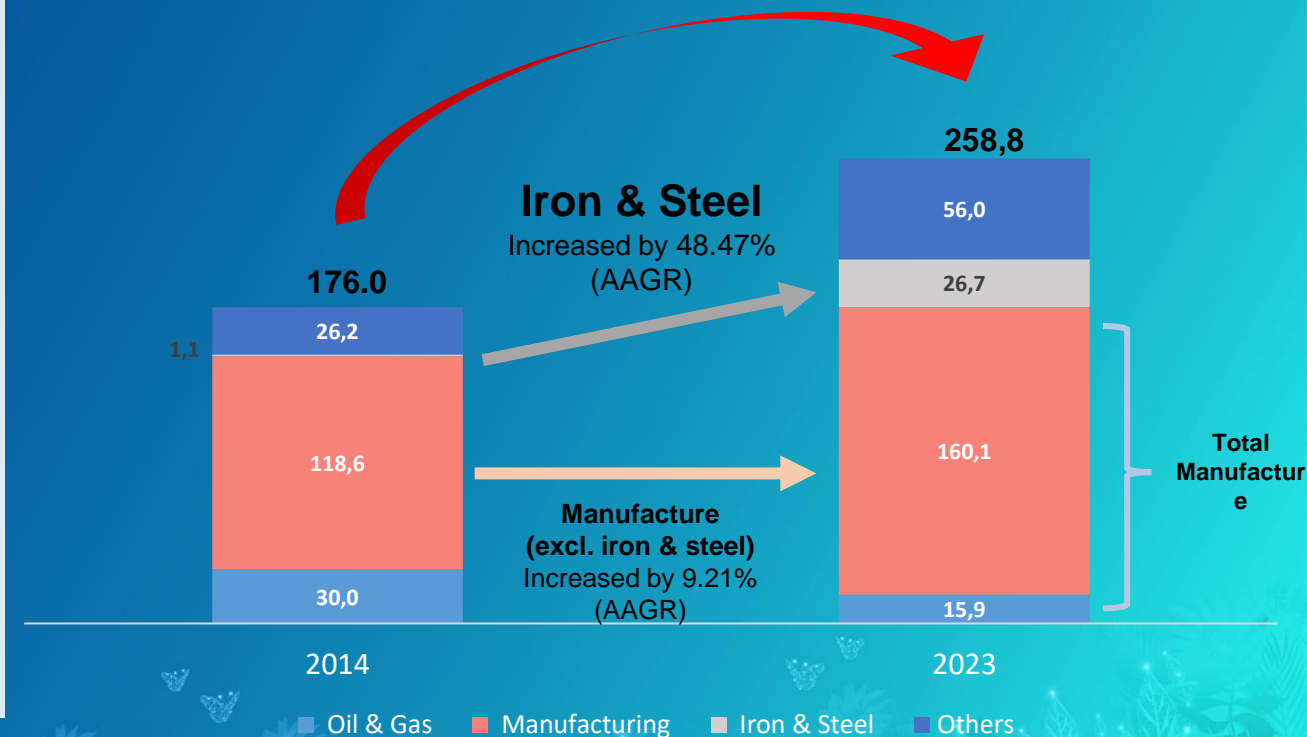 258,8
Iron & Steel
Increased by 48.47%
(AAGR)
176.0
56,0
26,7
26,2
1,1
118,6
160,1
Total
Manufactur
e
Manufacture
(excl. iron & steel)
Increased by 9.21%
(AAGR)
30,0
15,9
2014
2023
Oil & Gas
Manufacturing
Iron & Steel
Others